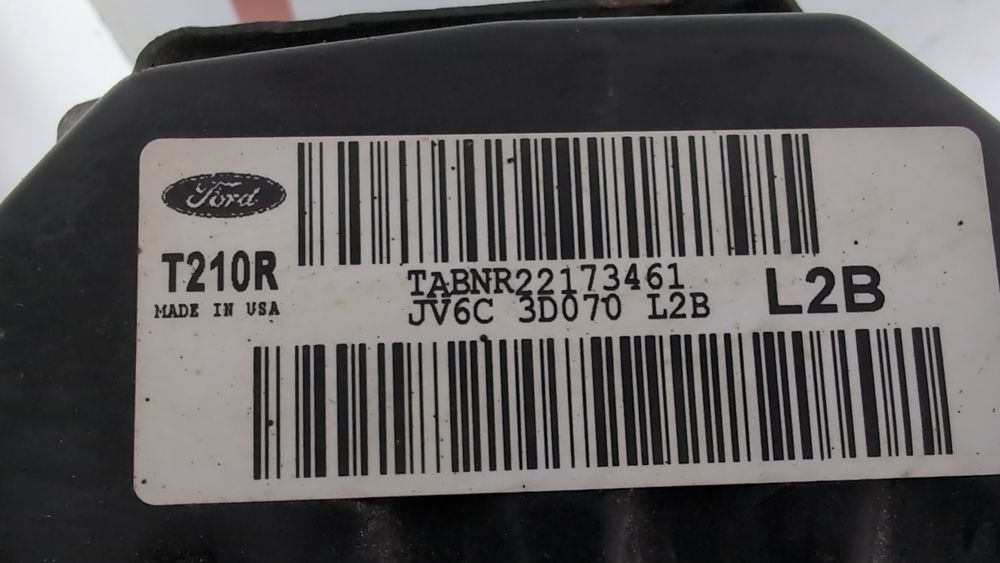 Ford
T210R
MADE IN USA
TABNR22173461
JV6C 3D070 L2B
L2B